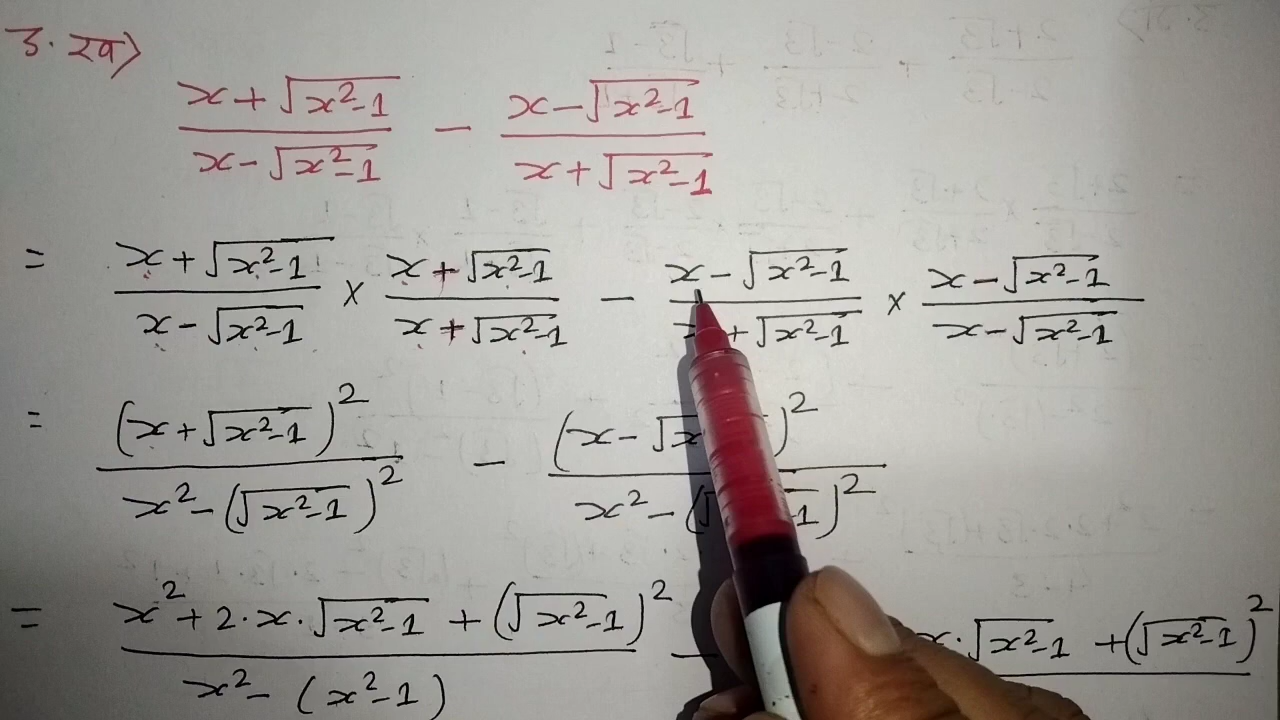 3. ख)
(x + √(x²-1))/(x - √(x²-1)) - (x - √(x²-1))/(x + √(x²-1))
= (x + √(x²-1))/(x - √(x²-1)) × (x + √(x²-1))/(x + √(x²-1)) - (x - √(x²-1))/(x + √(x²-1)) × (x - √(x²-1))/(x - √(x²-1))
= (x + √(x²-1))²/(x² - (√(x²-1))²) - (x - √x)²/(x² - (√-1)²)
= (x² + 2·x·√(x²-1) + (√(x²-1))²)/(x² - (x²-1)) - x·√(x²-1) + (√(x²-1))²